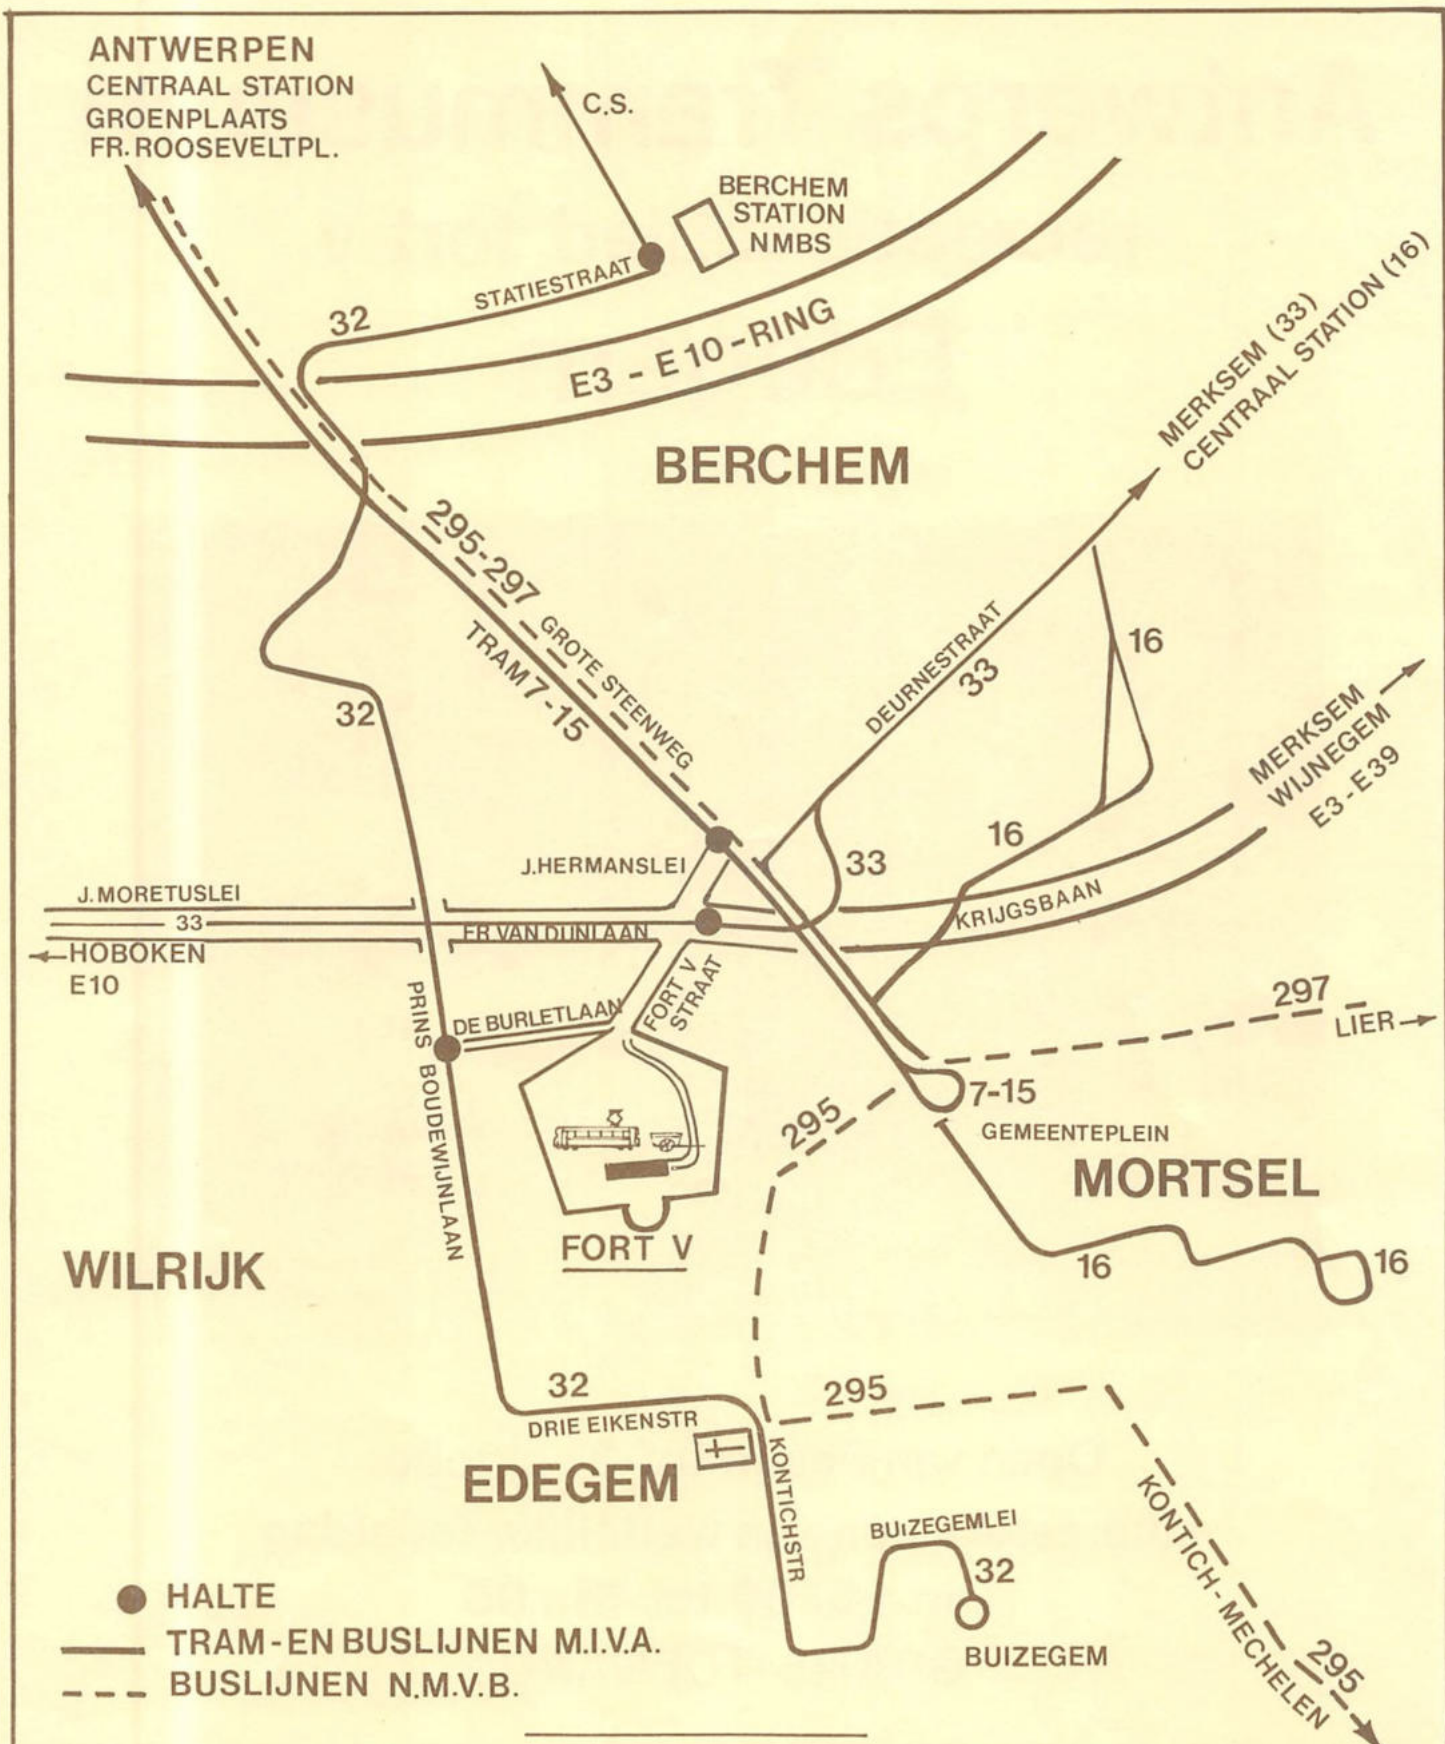 ANTWERPEN
CENTRAAL STATION
GROENPLAATS
FR. ROOSEVELTPL.
C.S.
BERCHEM
STATION
NMBS
STATIESTRAAT
32
E3 - E10 - RING
MERKSEM (33)
CENTRAAL STATION (16)
BERCHEM
295-297
GROTE STEENWEG
TRAM 7-15
DEURNESTRAAT
33
16
32
MERKSEM
WIJNEGEM
E3 - E39
16
33
J. HERMANSLEI
J. MORETUSLEI
33
FR. VAN DIJNLAAN
KRIJGSBAAN
HOBOKEN
E10
PRINS BOUDEWIJNLAAN
DE BURLETLAAN
FORT V
STRAAT
297
LIER
295
7-15
GEMEENTEPLEIN
MORTSEL
FORT V
WILRIJK
16
16
32
DRIE EIKENSTR
295
EDEGEM
KONTICHSTR
BUIZEGEMLEI
32
BUIZEGEM
KONTICH - MECHELEN
295
HALTE
TRAM - EN BUSLIJNEN M.I.V.A.
BUSLIJNEN N.M.V.B.